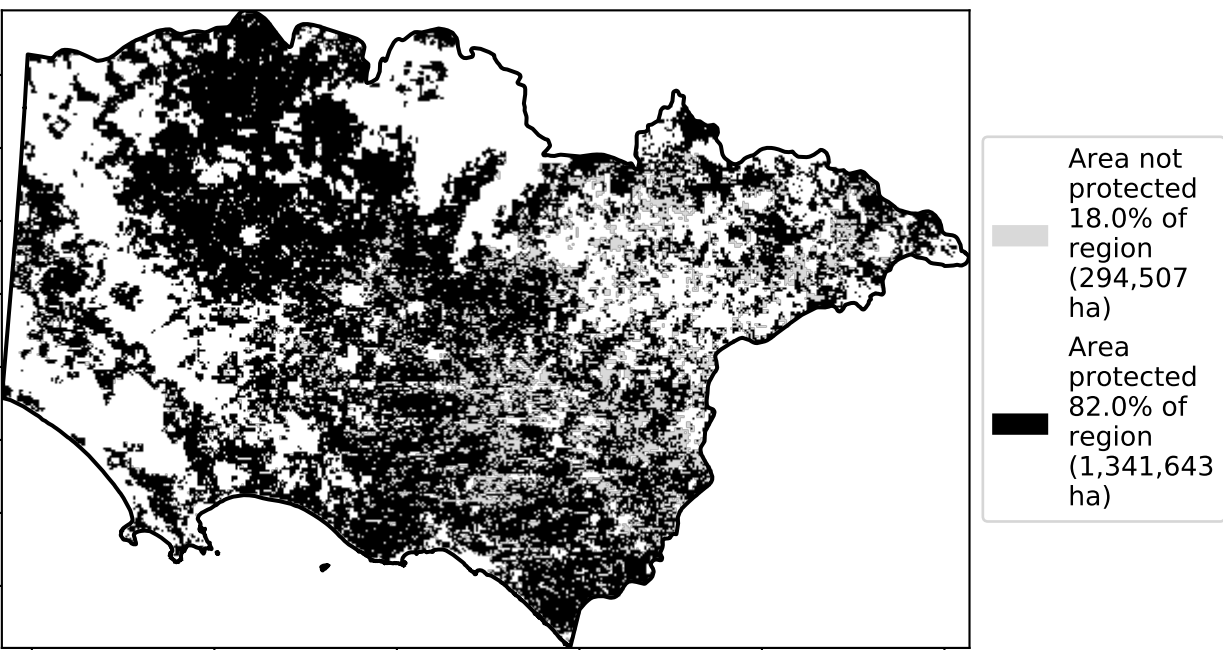 Area not
protected
18.0% of
region
(294,507
ha)
Area
protected
82.0% of
region
(1,341,643
ha)